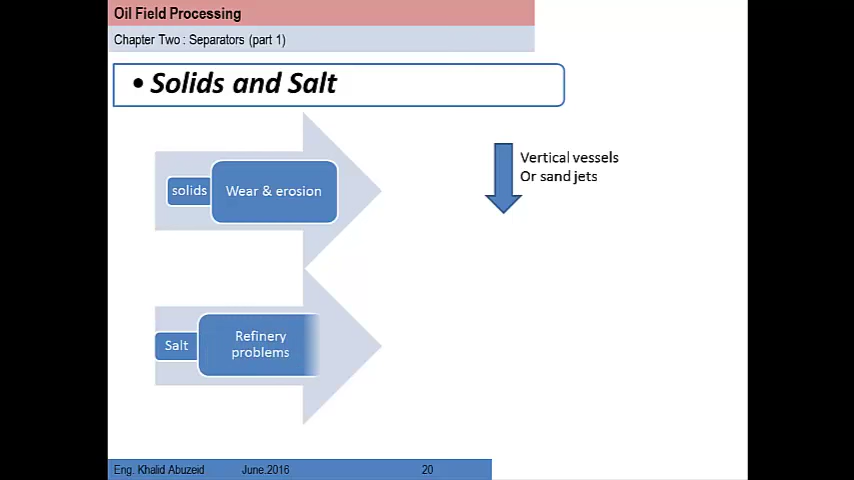 Oil Field Processing
Chapter Two : Separators (part 1)
• Solids and Salt
solids
Wear & erosion
Vertical vessels
Or sand jets
Salt
Refinery
problems
Eng. Khalid Abuzeid June.2016 20